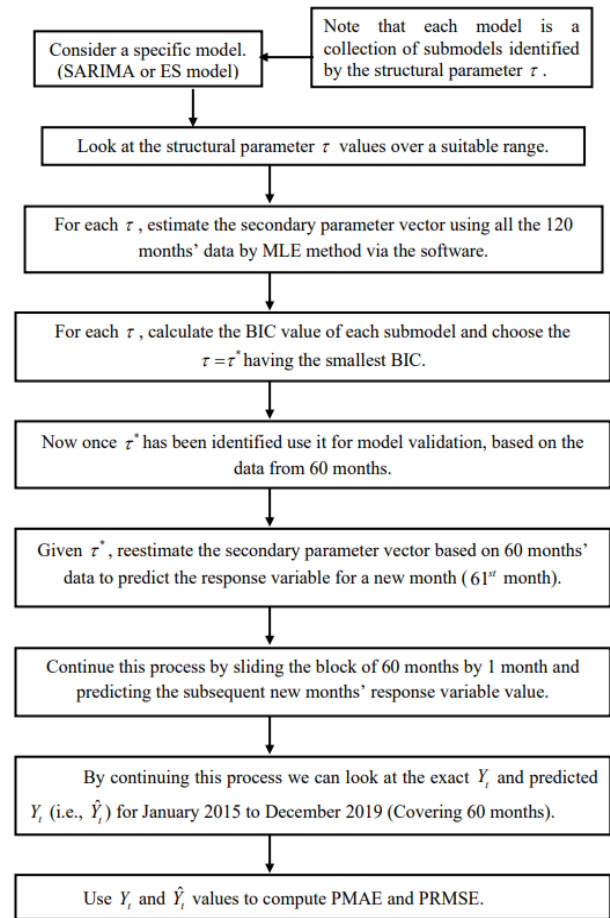 Consider a specific model.
(SARIMA or ES model)
Note that each model is a
collection of submodels identified
by the structural parameter τ .
Look at the structural parameter τ values over a suitable range.
For each τ , estimate the secondary parameter vector using all the 120
months’ data by MLE method via the software.
For each τ , calculate the BIC value of each submodel and choose the
τ = τ* having the smallest BIC.
Now once τ* has been identified use it for model validation, based on the
data from 60 months.
Given τ*, reestimate the secondary parameter vector based on 60 months’
data to predict the response variable for a new month ( 61st month).
Continue this process by sliding the block of 60 months by 1 month and
predicting the subsequent new months’ response variable value.
By continuing this process we can look at the exact Y_t and predicted
Y_t (i.e., Ŷ_t) for January 2015 to December 2019 (Covering 60 months).
Use Y_t and Ŷ_t values to compute PMAE and PRMSE.